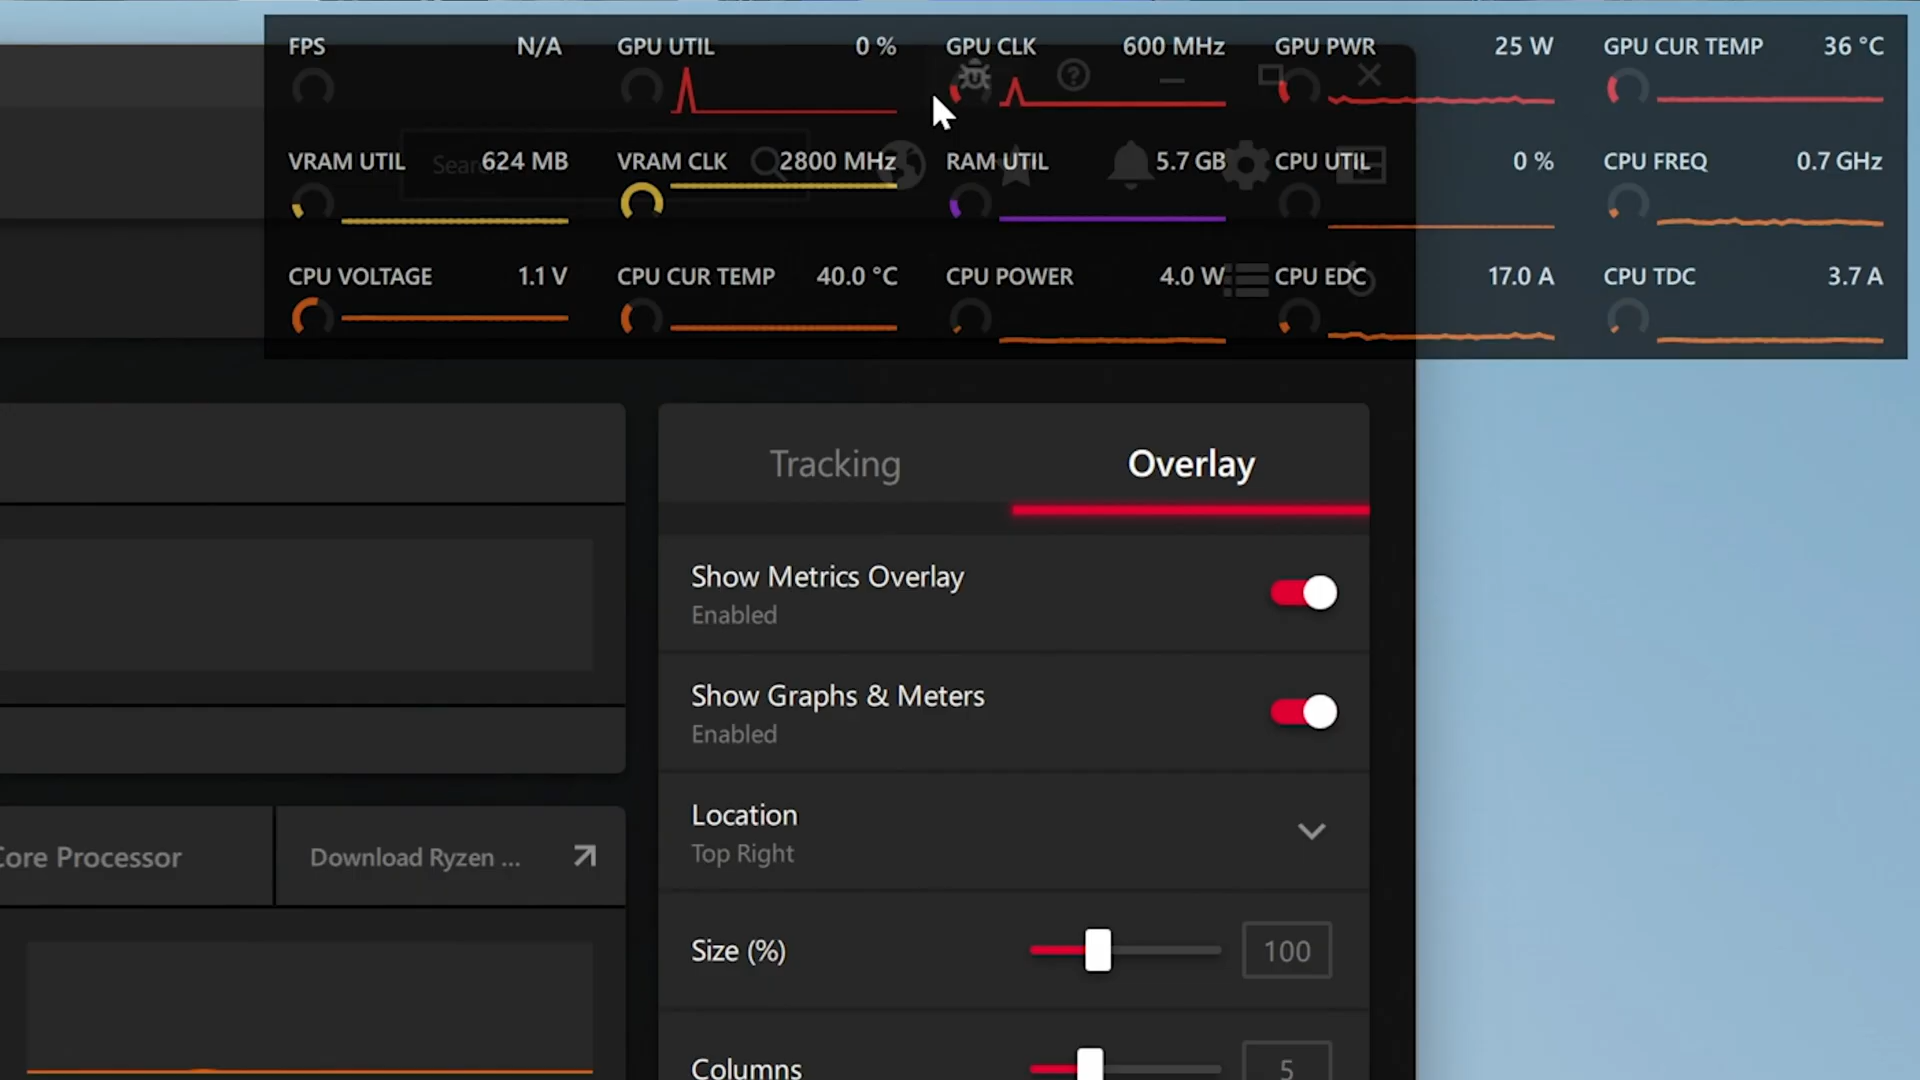 FPS N/A GPU UTIL 0 % GPU CLK 600 MHz GPU PWR 25 W GPU CUR TEMP 36 °C
VRAM UTIL 624 MB VRAM CLK 2800 MHz RAM UTIL 5.7 GB CPU UTIL 0 % CPU FREQ 0.7 GHz
CPU VOLTAGE 1.1 V CPU CUR TEMP 40.0 °C CPU POWER 4.0 W CPU EDC 17.0 A CPU TDC 3.7 A
Tracking Overlay
Show Metrics Overlay
Enabled
Show Graphs & Meters
Enabled
Location
Top Right
Core Processor Download Ryzen ...
Size (%) 100
Columns 5